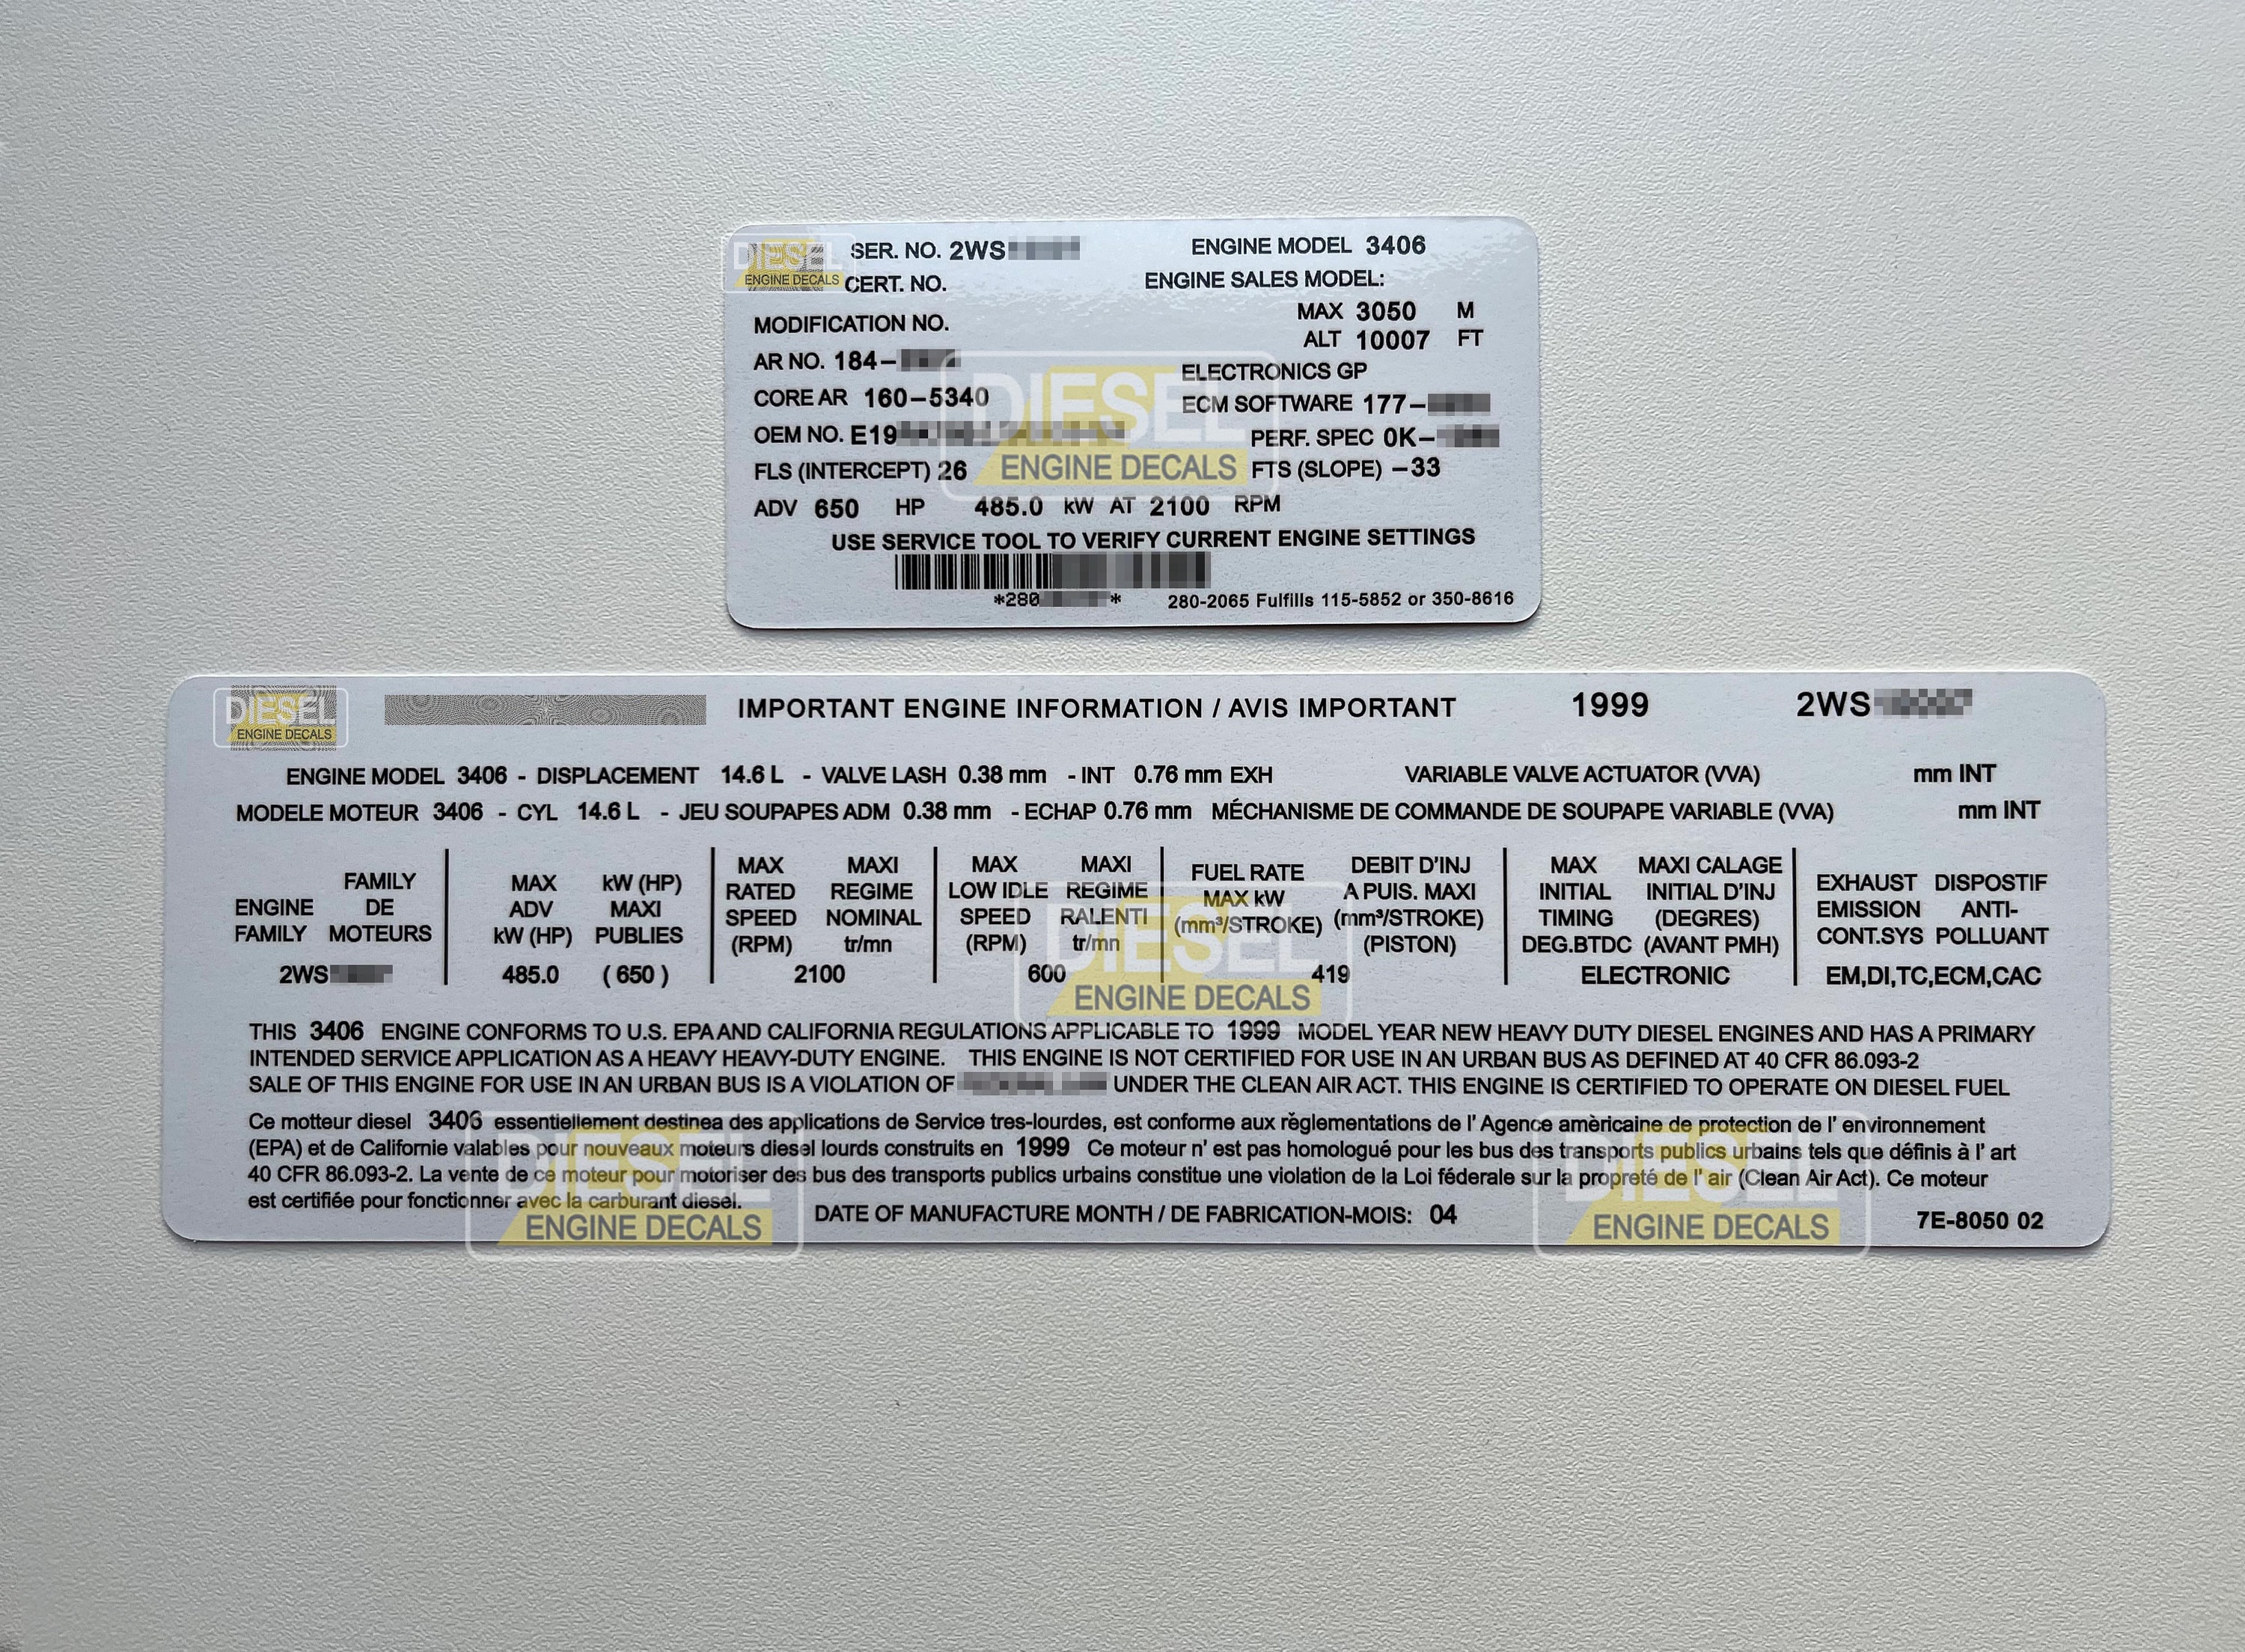 DIESEL
ENGINE DECALS
SER. NO. 2WS
ENGINE MODEL 3406
CERT. NO.
ENGINE SALES MODEL:
MODIFICATION NO.
MAX 3050 M
ALT 10007 FT
AR NO. 184–
ELECTRONICS GP
CORE AR 160–5340
ECM SOFTWARE 177–
OEM NO. E19
PERF. SPEC 0K–
FLS (INTERCEPT) 26
FTS (SLOPE) –33
ADV 650 HP 485.0 kW AT 2100 RPM
USE SERVICE TOOL TO VERIFY CURRENT ENGINE SETTINGS
*280 *
280-2065 Fulfills 115-5852 or 350-8616
DIESEL
ENGINE DECALS
DIESEL
ENGINE DECALS
IMPORTANT ENGINE INFORMATION / AVIS IMPORTANT 1999 2WS
ENGINE MODEL 3406 - DISPLACEMENT 14.6 L - VALVE LASH 0.38 mm - INT 0.76 mm EXH VARIABLE VALVE ACTUATOR (VVA) mm INT
MODELE MOTEUR 3406 - CYL 14.6 L - JEU SOUPAPES ADM 0.38 mm - ECHAP 0.76 mm MÉCHANISME DE COMMANDE DE SOUPAPE VARIABLE (VVA) mm INT
ENGINE
FAMILY
FAMILY
DE
MOTEURS
2WS
MAX
ADV
kW (HP)
kW (HP)
MAXI
PUBLIES
485.0 ( 650 )
MAX
RATED
SPEED
(RPM)
MAXI
REGIME
NOMINAL
tr/mn
2100
MAX
LOW IDLE
SPEED
(RPM)
MAXI
REGIME
RALENTI
tr/mn
600
FUEL RATE
MAX kW
(mm³/STROKE)
DEBIT D'INJ
A PUIS. MAXI
(mm³/STROKE)
(PISTON)
419
MAX
INITIAL
TIMING
DEG.BTDC
MAXI CALAGE
INITIAL D'INJ
(DEGRES)
(AVANT PMH)
ELECTRONIC
EXHAUST
EMISSION
CONT.SYS
DISPOSTIF
ANTI-
POLLUANT
EM,DI,TC,ECM,CAC
DIESEL
ENGINE DECALS
THIS 3406 ENGINE CONFORMS TO U.S. EPA AND CALIFORNIA REGULATIONS APPLICABLE TO 1999 MODEL YEAR NEW HEAVY DUTY DIESEL ENGINES AND HAS A PRIMARY
INTENDED SERVICE APPLICATION AS A HEAVY HEAVY-DUTY ENGINE. THIS ENGINE IS NOT CERTIFIED FOR USE IN AN URBAN BUS AS DEFINED AT 40 CFR 86.093-2
SALE OF THIS ENGINE FOR USE IN AN URBAN BUS IS A VIOLATION OF UNDER THE CLEAN AIR ACT. THIS ENGINE IS CERTIFIED TO OPERATE ON DIESEL FUEL
Ce motteur diesel 3406 essentiellement destinea des applications de Service tres-lourdes, est conforme aux rěglementations de l' Agence amèricaine de protection de l' environnement
(EPA) et de Californie valables pour nouveaux moteurs diesel lourds construits en 1999 Ce moteur n' est pas homologué pour les bus des transports publics urbains tels que définis à l' art
40 CFR 86.093-2. La vente de ce moteur pour motoriser des bus des transports publics urbains constitue une violation de la Loi féderale sur la propreté de l' air (Clean Air Act). Ce moteur
est certifiée pour fonctionner avec la carburant diesel.
DATE OF MANUFACTURE MONTH / DE FABRICATION-MOIS: 04
7E-8050 02
DIESEL
ENGINE DECALS
DIESEL
ENGINE DECALS